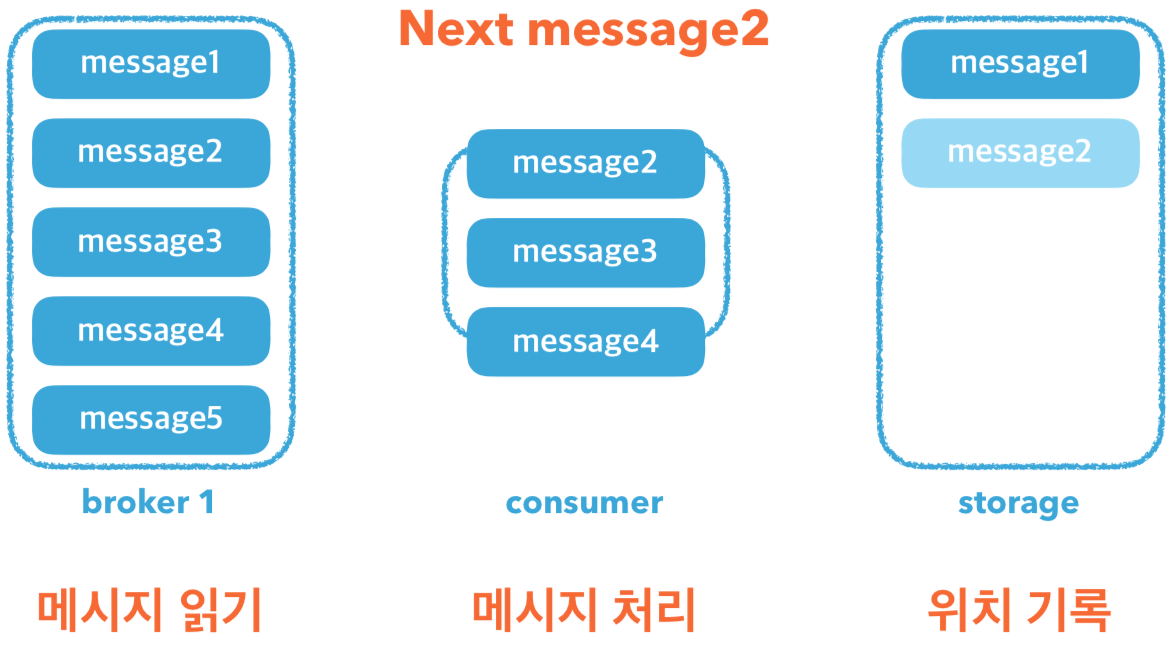 Next message2
message1
message2
message3
message4
message5
broker 1
메시지 읽기
message2
message3
message4
consumer
메시지 처리
message1
message2
storage
위치 기록